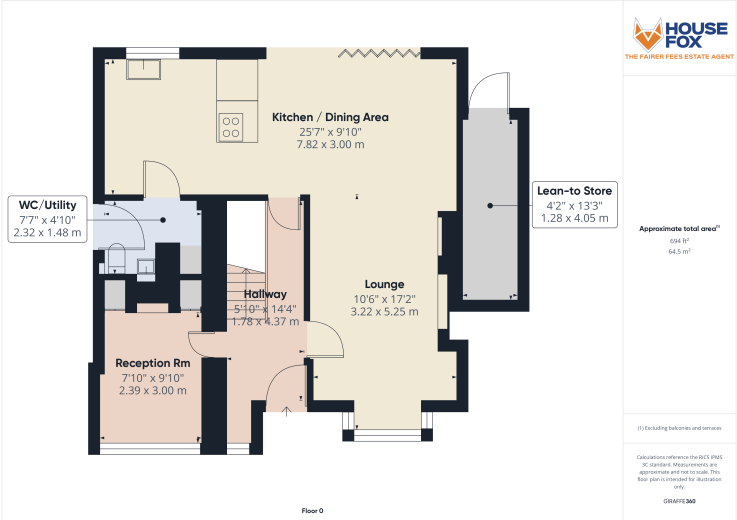 HOUSE
FOX
THE FAIRER FEES ESTATE AGENT
Kitchen / Dining Area
25'7" x 9'10"
7.82 x 3.00 m
WC/Utility
7'7" x 4'10"
2.32 x 1.48 m
Lean-to Store
4'2" x 13'3"
1.28 x 4.05 m
Lounge
10'6" x 17'2"
3.22 x 5.25 m
Hallway
5'10" x 14'4"
1.78 x 4.37 m
Reception Rm
7'10" x 9'10"
2.39 x 3.00 m
Floor 0
Approximate total area(1)
694 ft²
64.5 m²
(1) Excluding balconies and terraces
Calculations reference the RICS IPMS
3C standard. Measurements are
approximate and not to scale. This
floor plan is intended for illustration
only.
GIRAFFE360